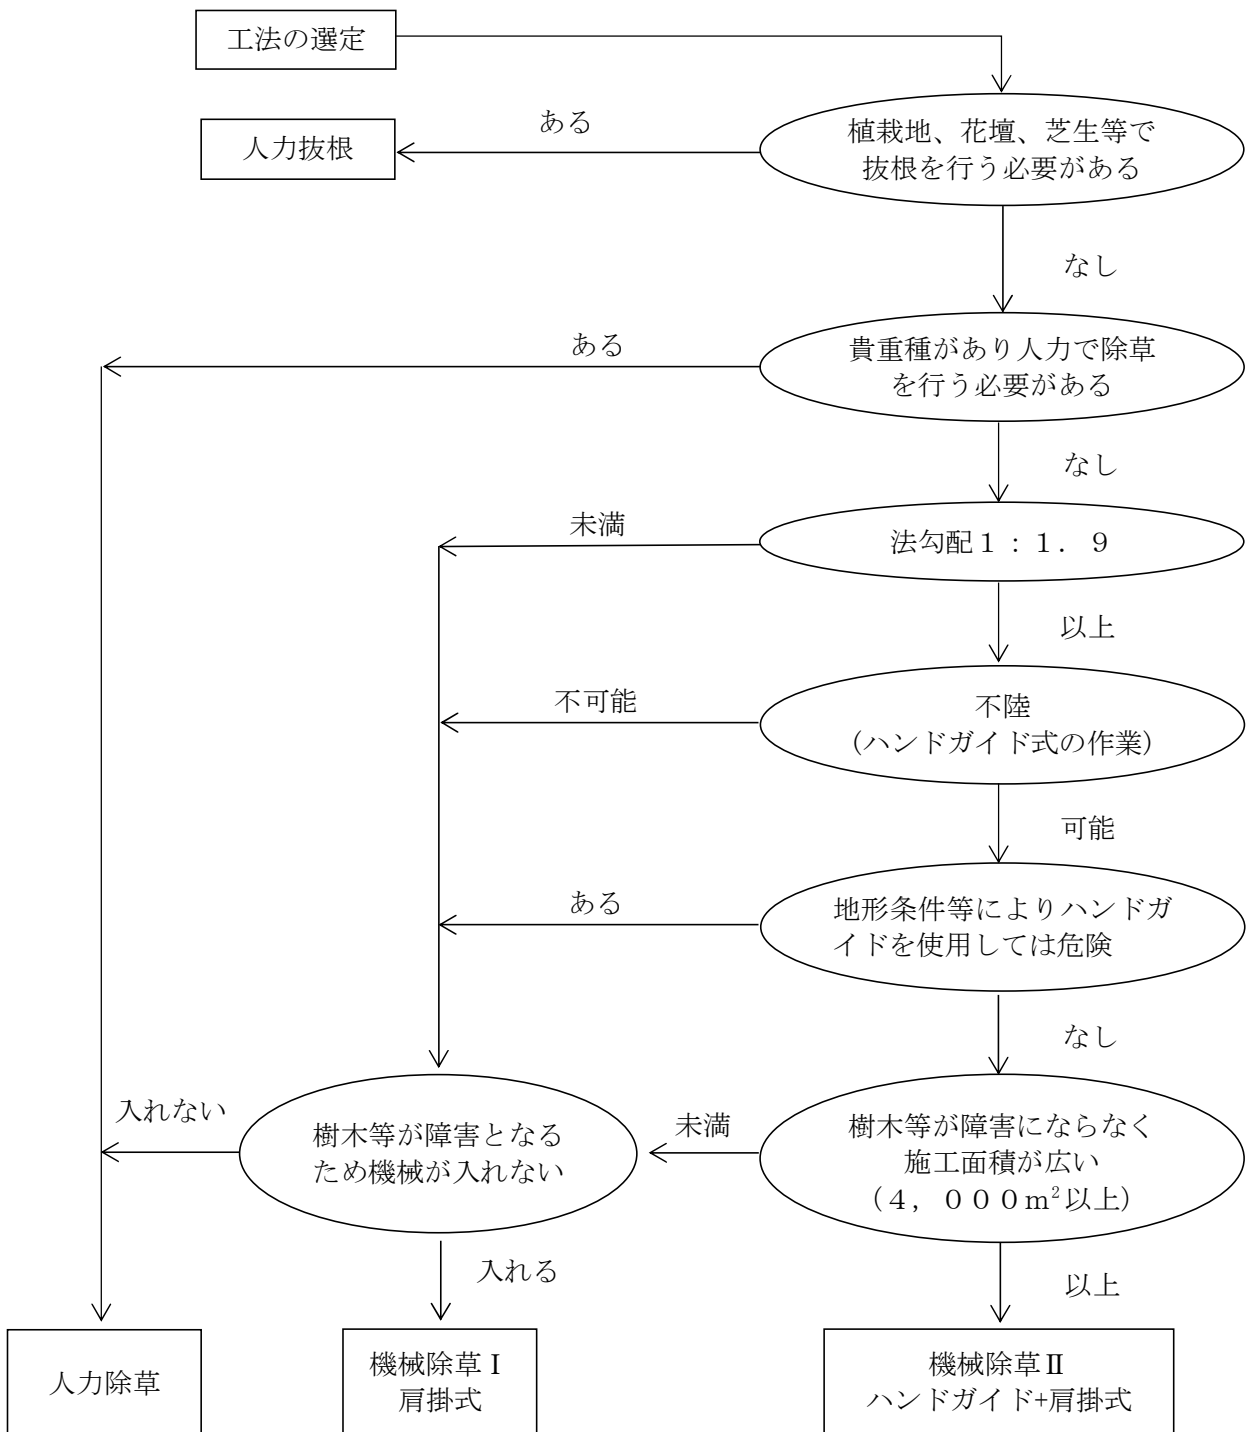 工法の選定
ある
植栽地、花壇、芝生等で
抜根を行う必要がある
人力抜根
なし
ある
貴重種があり人力で除草
を行う必要がある
なし
未満
法勾配１：１．９
以上
不可能
不陸
（ハンドガイド式の作業）
可能
ある
地形条件等によりハンドガ
イドを使用しては危険
なし
入れない
樹木等が障害となる
ため機械が入れない
未満
樹木等が障害にならなく
施工面積が広い
（４，０００m²以上）
入れる
以上
人力除草
機械除草Ⅰ
肩掛式
機械除草Ⅱ
ハンドガイド+肩掛式